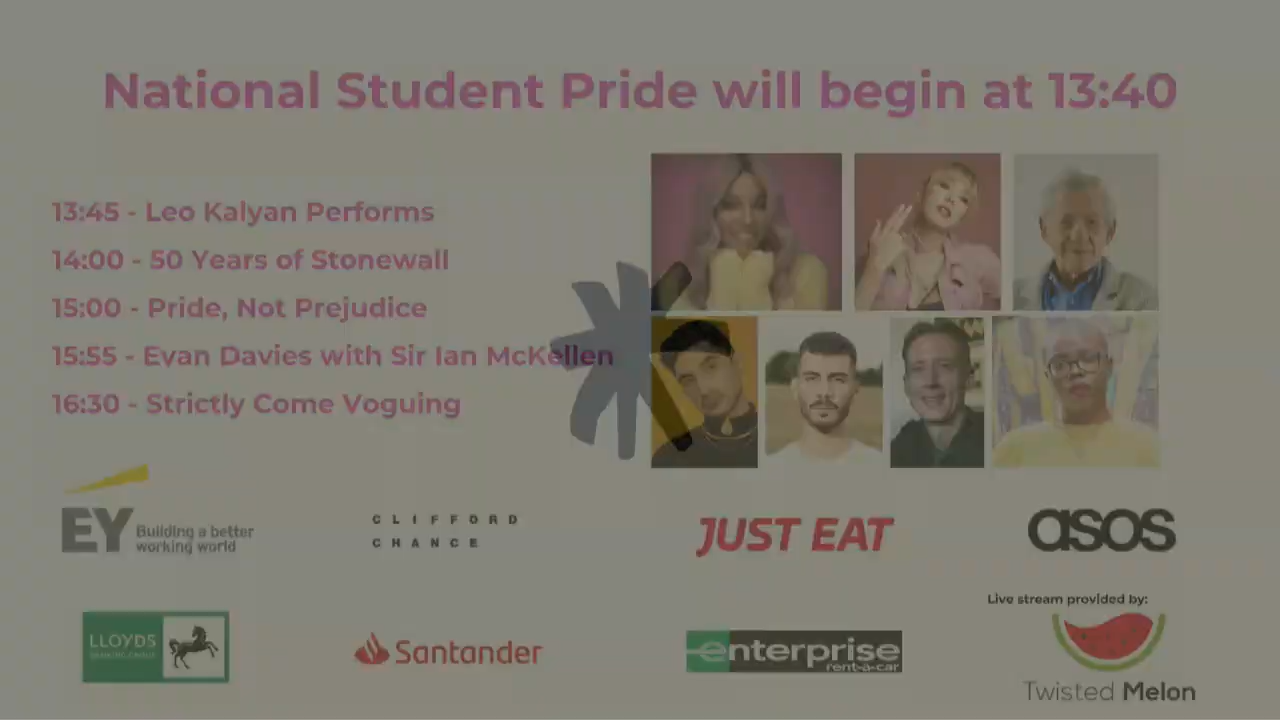 National Student Pride will begin at 13:40
13:45 - Leo Kalyan Performs
14:00 - 50 Years of Stonewall
15:00 - Pride, Not Prejudice
15:55 - Evan Davies with Sir Ian McKellen
16:30 - Strictly Come Voguing
EY
Building a better
working world
CLIFFORD
CHANCE
JUST EAT
asos
LLOYDS
BANKING GROUP
Santander
enterprise
rent-a-car
Live stream provided by:
Twisted Melon